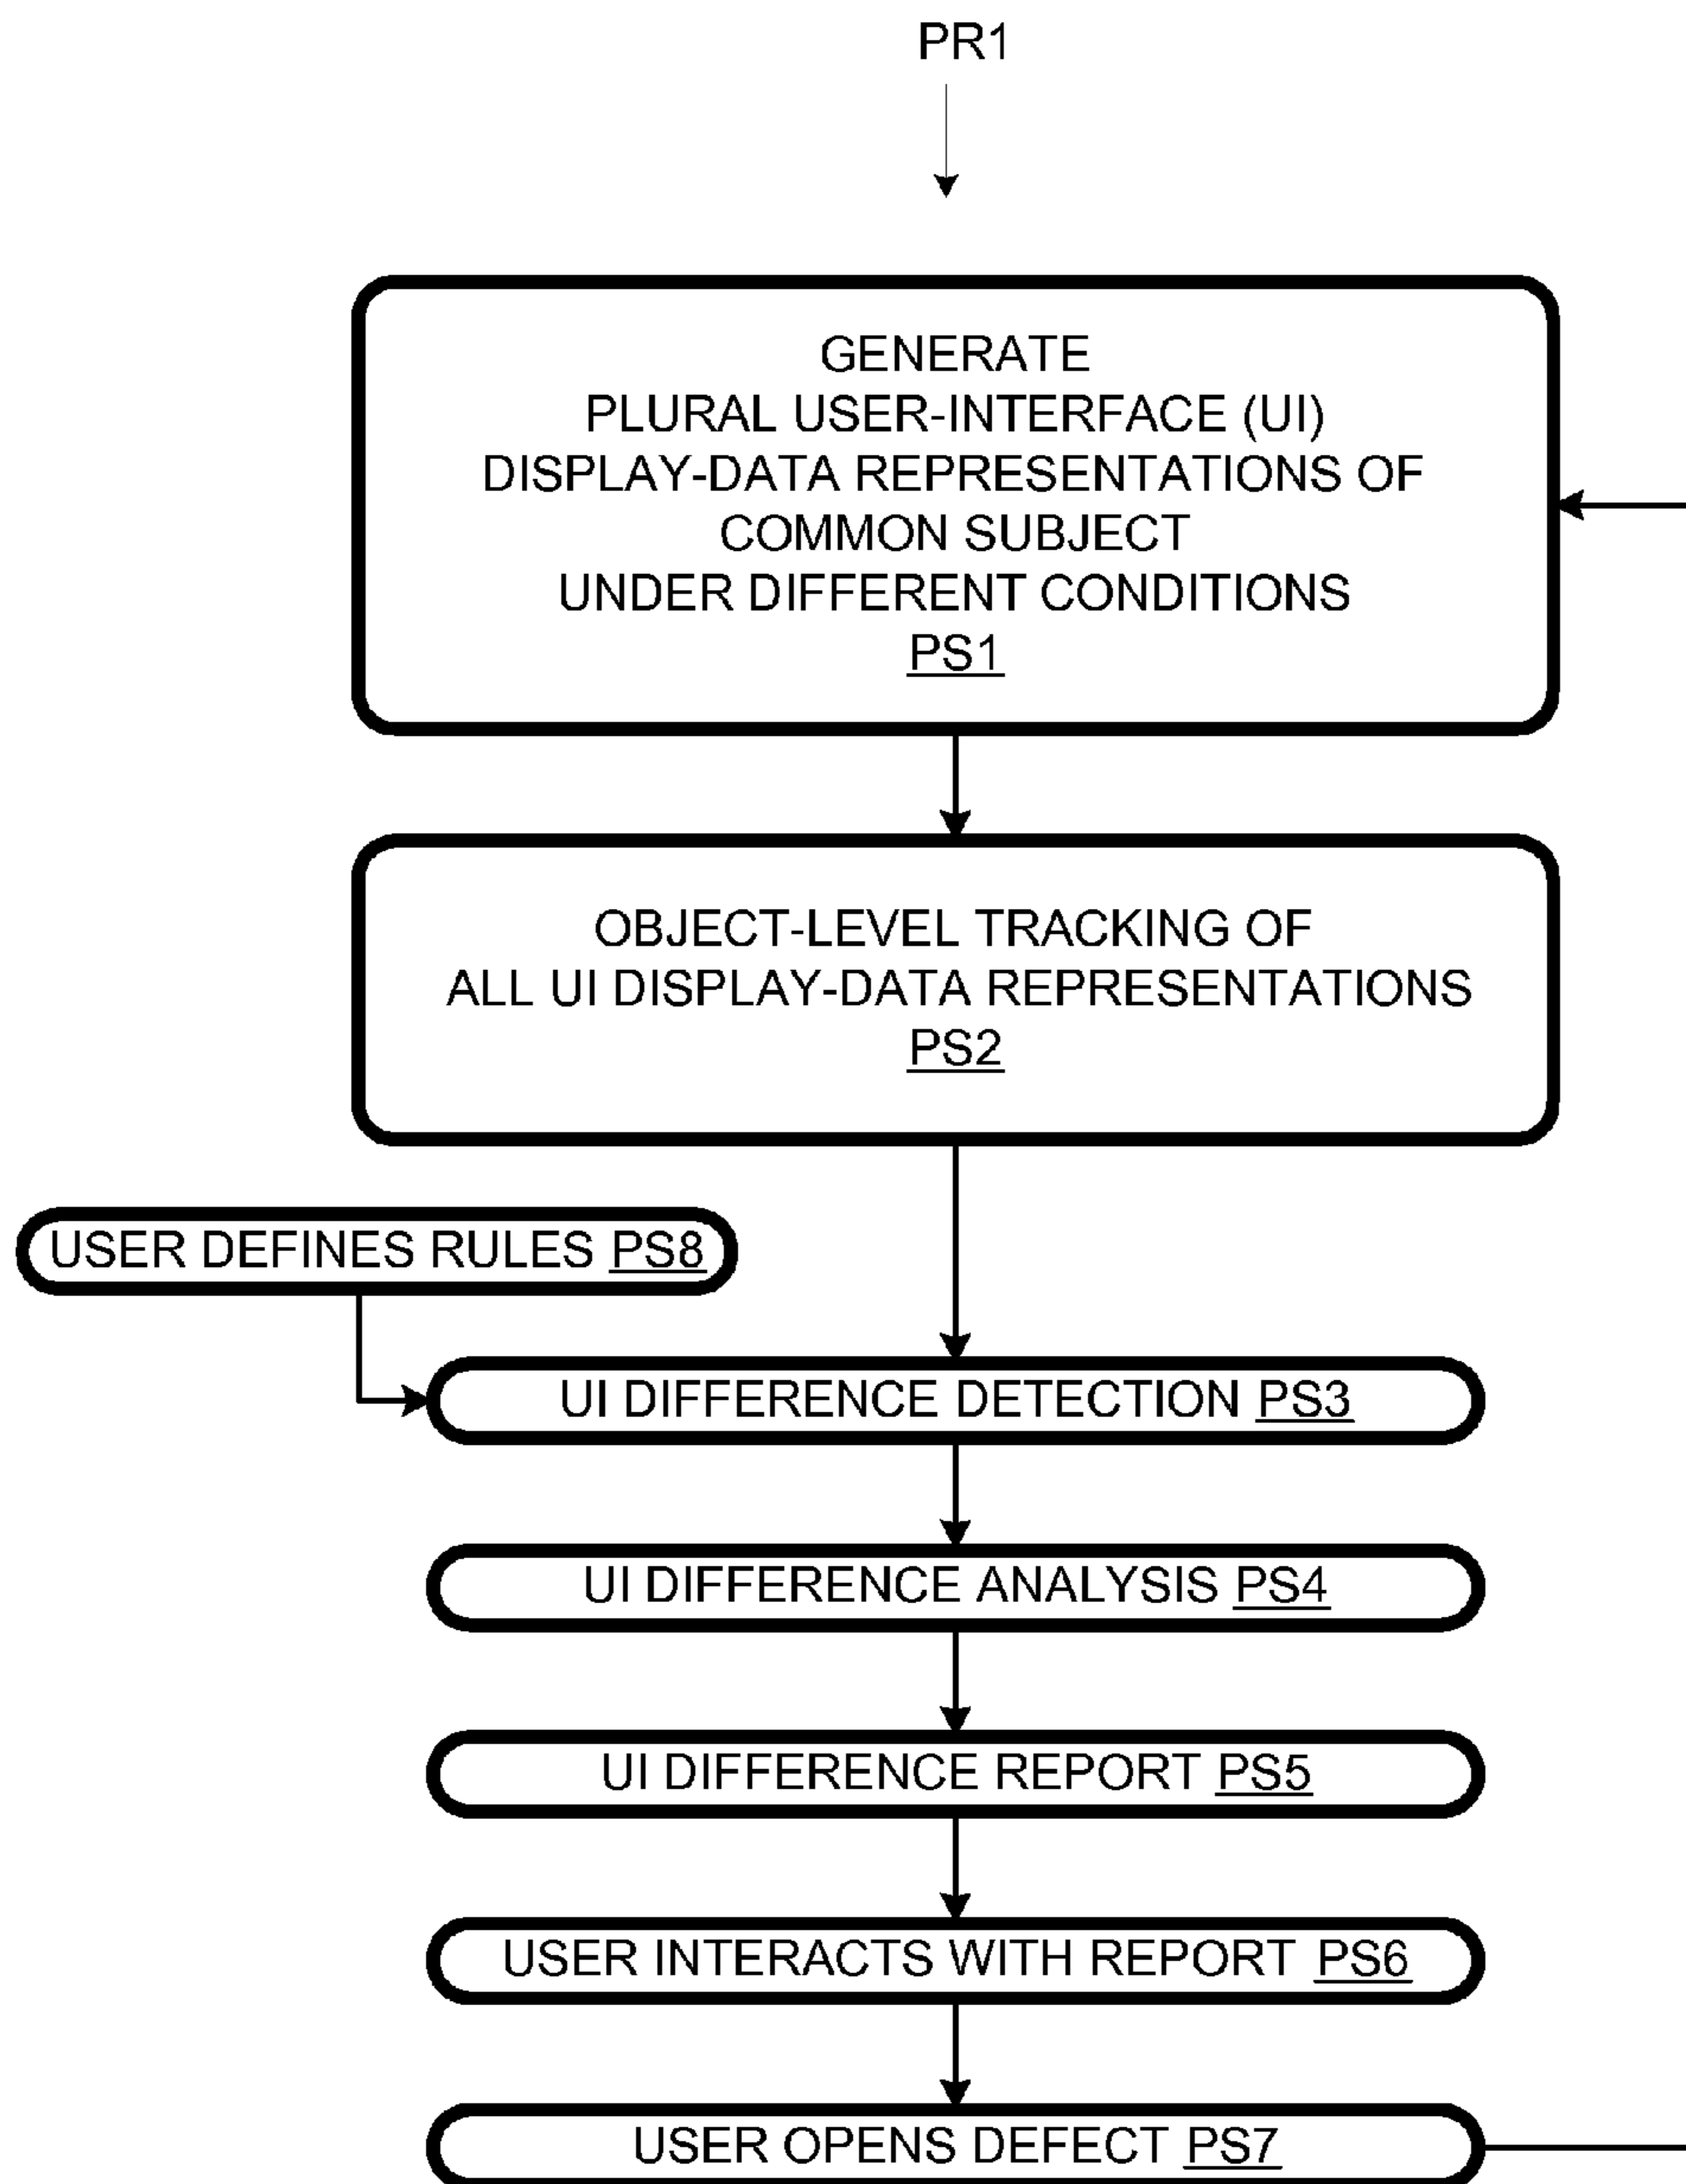 PR1
GENERATE
PLURAL USER-INTERFACE (UI)
DISPLAY-DATA REPRESENTATIONS OF
COMMON SUBJECT
UNDER DIFFERENT CONDITIONS
PS1
OBJECT-LEVEL TRACKING OF
ALL UI DISPLAY-DATA REPRESENTATIONS
PS2
USER DEFINES RULES PS8
UI DIFFERENCE DETECTION PS3
UI DIFFERENCE ANALYSIS PS4
UI DIFFERENCE REPORT PS5
USER INTERACTS WITH REPORT PS6
USER OPENS DEFECT PS7